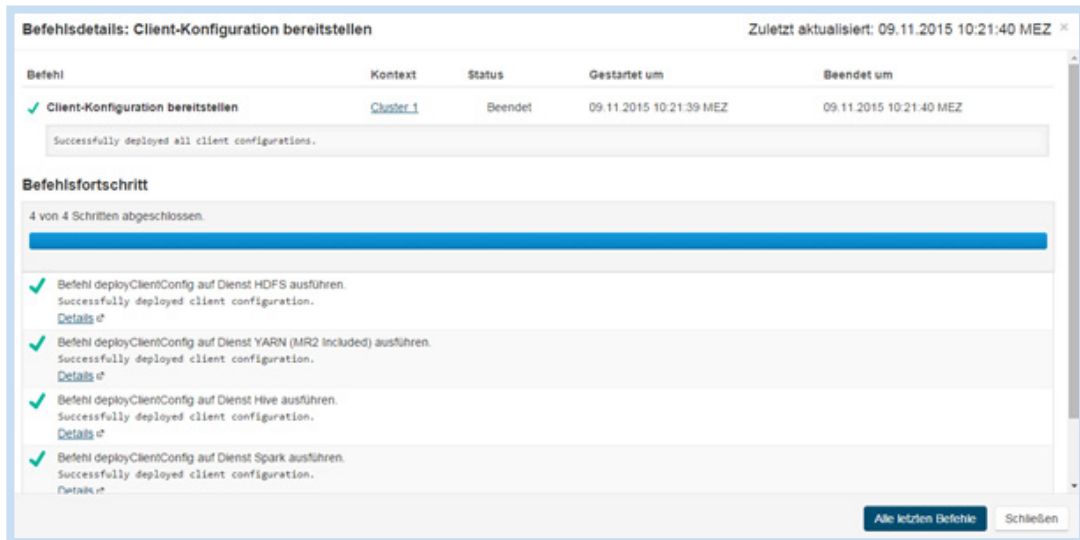 Befehlsdetails: Client-Konfiguration bereitstellen Zuletzt aktualisiert: 09.11.2015 10:21:40 MEZ ×
Befehl Kontext Status Gestartet um Beendet um
Client-Konfiguration bereitstellen Cluster 1 Beendet 09.11.2015 10:21:39 MEZ 09.11.2015 10:21:40 MEZ
Successfully deployed all client configurations.
Befehlsfortschritt
4 von 4 Schritten abgeschlossen.
Befehl deployClientConfig auf Dienst HDFS ausführen.
Successfully deployed client configuration.
Details
Befehl deployClientConfig auf Dienst YARN (MR2 Included) ausführen.
Successfully deployed client configuration.
Details
Befehl deployClientConfig auf Dienst Hive ausführen.
Successfully deployed client configuration.
Details
Befehl deployClientConfig auf Dienst Spark ausführen.
Successfully deployed client configuration.
Details
Alle letzten Befehle Schließen